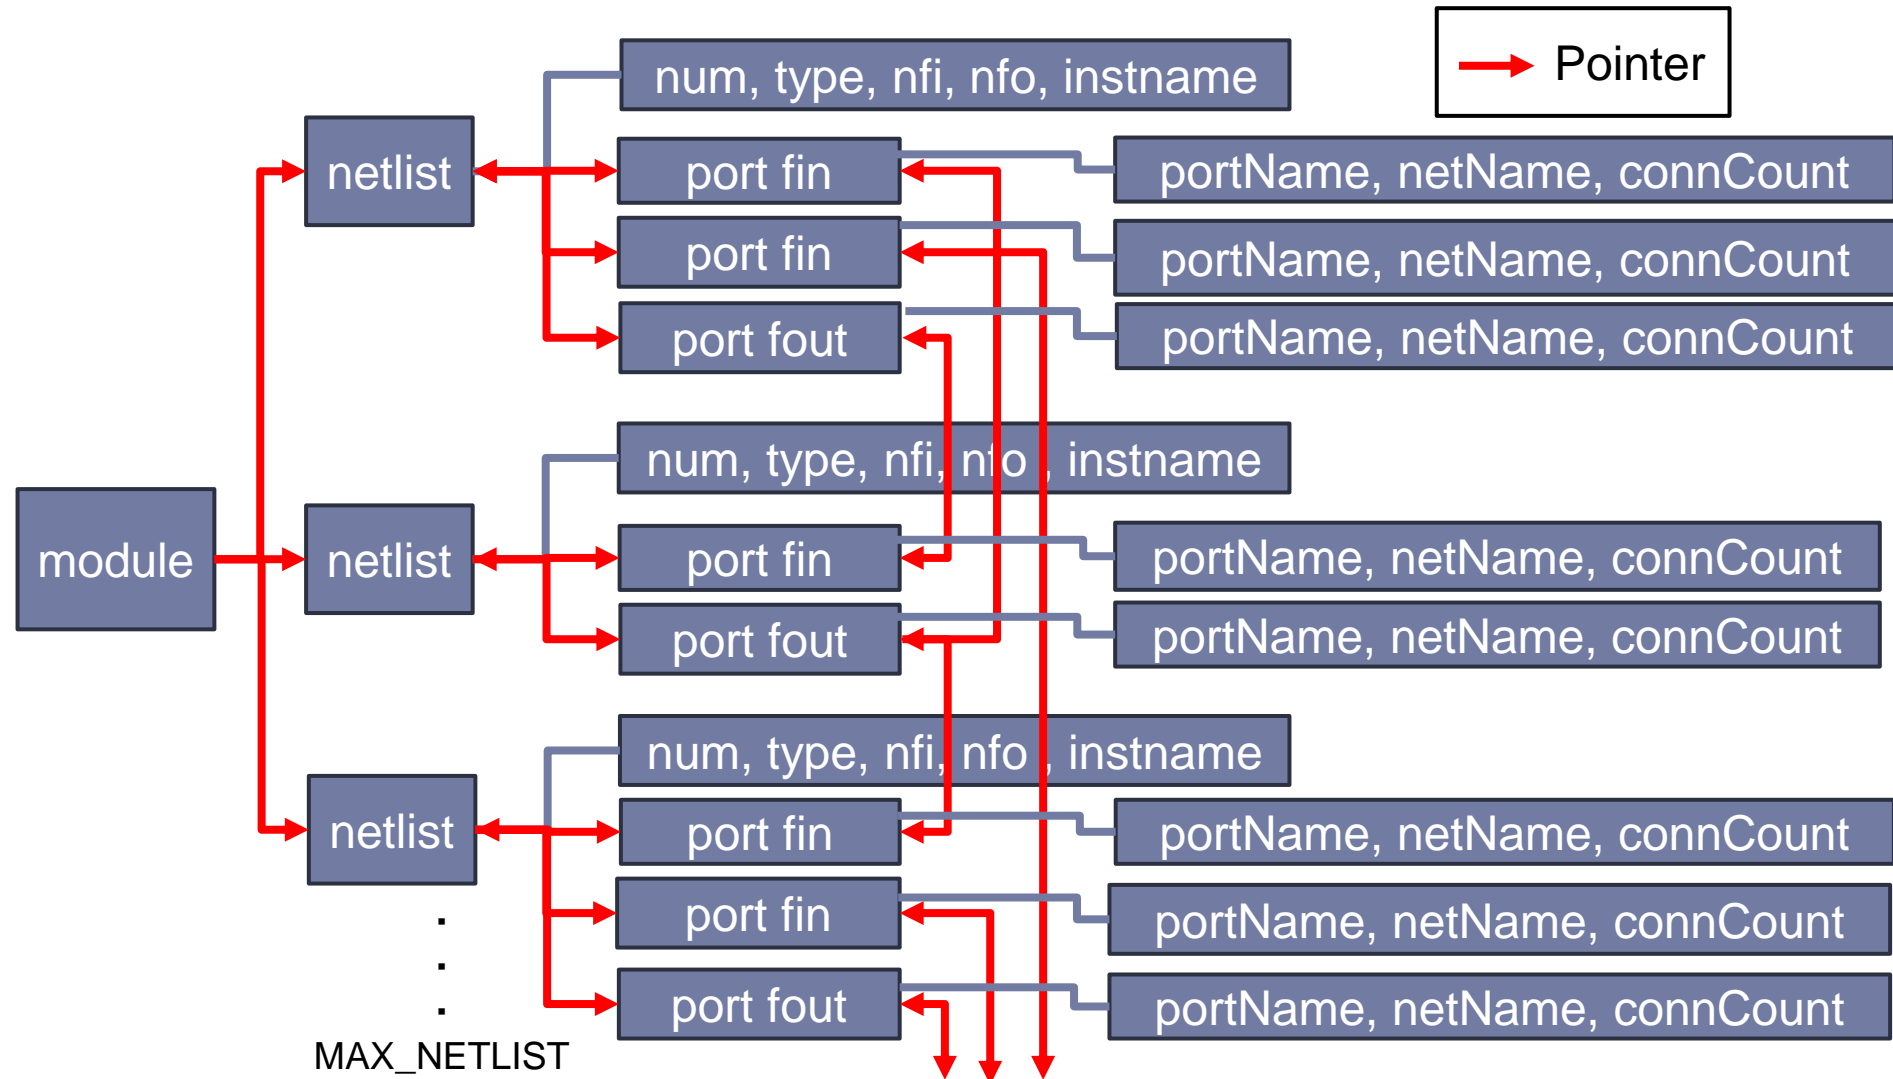 Pointer
num, type, nfi, nfo, instname
netlist
port fin
portName, netName, connCount
port fin
portName, netName, connCount
port fout
portName, netName, connCount
num, type, nfi, nfo , instname
module
netlist
port fin
portName, netName, connCount
port fout
portName, netName, connCount
num, type, nfi, nfo , instname
netlist
port fin
portName, netName, connCount
port fin
portName, netName, connCount
port fout
portName, netName, connCount
.
.
.
MAX_NETLIST